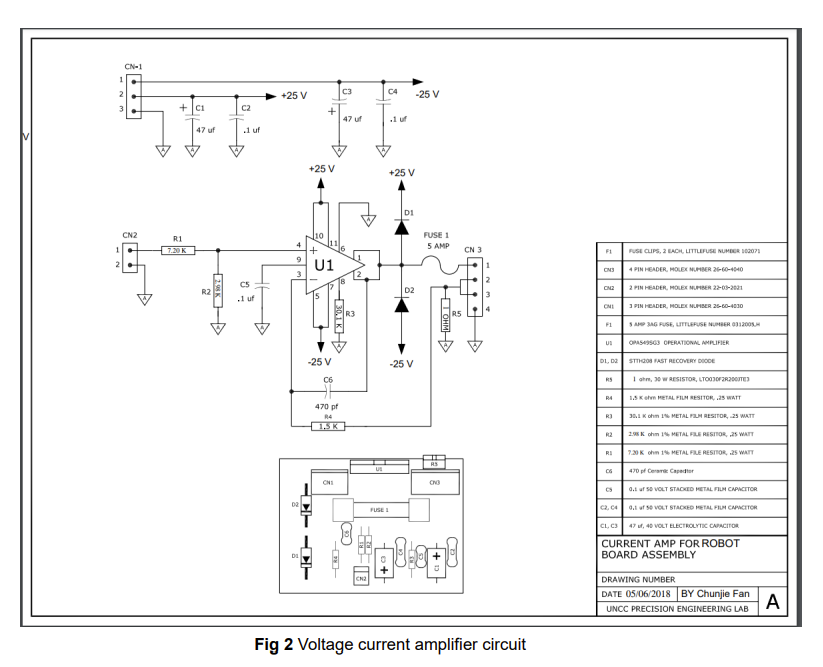 CN-1
1
2
3
+25 V
-25 V
+ C1
47 uf
C2
.1 uf
C3
+
47 uf
C4
.1 uf
V
+25 V
+25 V
CN2
1
2
R1
7.20 K
R2
2.98 K
C5
.1 uf
4
9
3
+
−
U1
10
11
6
1
2
5
7
8
30.1 K
R3
D1
D2
FUSE 1
5 AMP
CN 3
1
2
3
4
1 OHM
R5
-25 V
-25 V
C6
470 pf
R4
1.5 K
A
A
A
A
A
A
A
A
A
A
A
F1 FUSE CLIPS, 2 EACH, LITTLEFUSE NUMBER 102071
CN3 4 PIN HEADER, MOLEX NUMBER 26-60-4040
CN2 2 PIN HEADER, MOLEX NUMBER 22-03-2021
CN1 3 PIN HEADER, MOLEX NUMBER 26-60-4030
F1 5 AMP 3AG FUSE, LITTLEFUSE NUMBER 0312005,H
U1 OPA549SG3 OPERATIONAL AMPLIFIER
D1, D2 STTH208 FAST RECOVERY DIODE
R5 1 ohm, 30 W RESISTOR, LTO030F2R200JTE3
R4 1,5 K ohm METAL FILM RESITOR, .25 WATT
R3 30.1 K ohm 1% METAL FILM RESITOR, .25 WATT
R2 2.98 K ohm 1% METAL FILE RESITOR, .25 WATT
R1 7.20 K ohm 1% METAL FILE RESITOR, .25 WATT
C6 470 pf Ceramic Capacitor
C5 0.1 uf 50 VOLT STACKED METAL FILM CAPACITOR
C2, C4 0,1 uf 50 VOLT STACKED METAL FILM CAPACITOR
C1, C3 47 uf, 40 VOLT ELECTROLYTIC CAPACITOR
CURRENT AMP FOR ROBOT
BOARD ASSEMBLY
DRAWING NUMBER
DATE 05/06/2018 BY Chunjie Fan
UNCC PRECISION ENGINEERING LAB
A
U1
R5
CN1
CN3
D2
FUSE 1
C6
D1
R4
R1
R2
CN2
C3
+
C4
R3
C5
+
C1
C2
Fig 2 Voltage current amplifier circuit